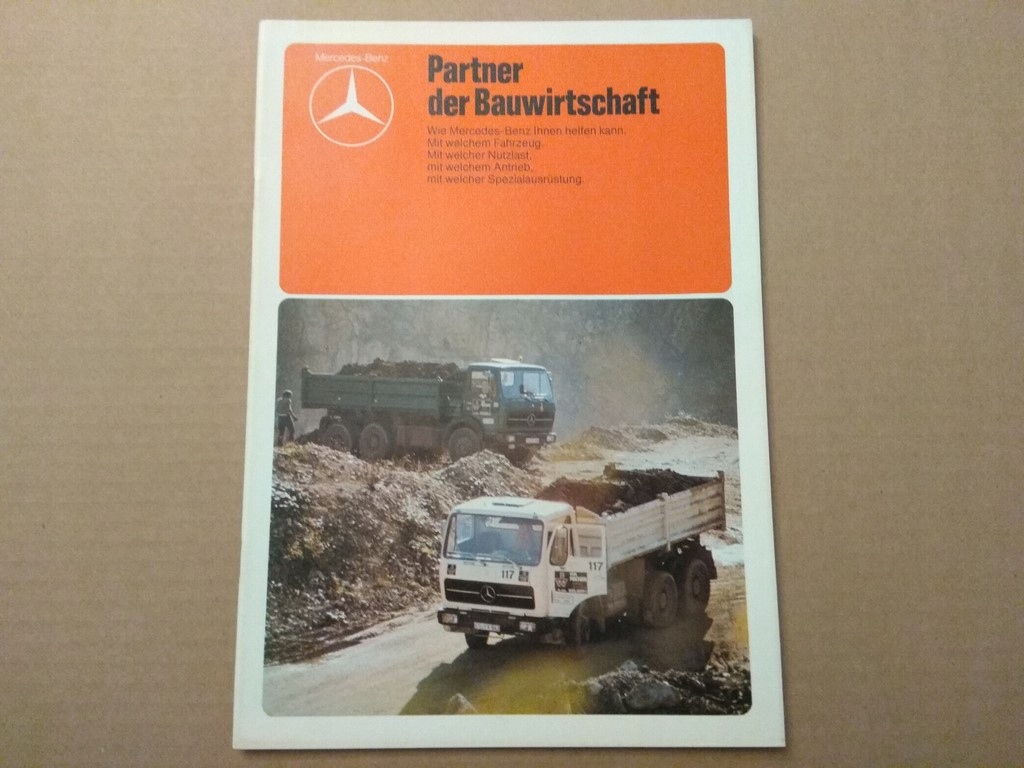 Mercedes-Benz
Partner
der Bauwirtschaft
Wie Mercedes-Benz Ihnen helfen kann.
Mit welchem Fahrzeug.
Mit welcher Nutzlast,
mit welchem Antrieb,
mit welcher Spezialausrüstung.
117
117